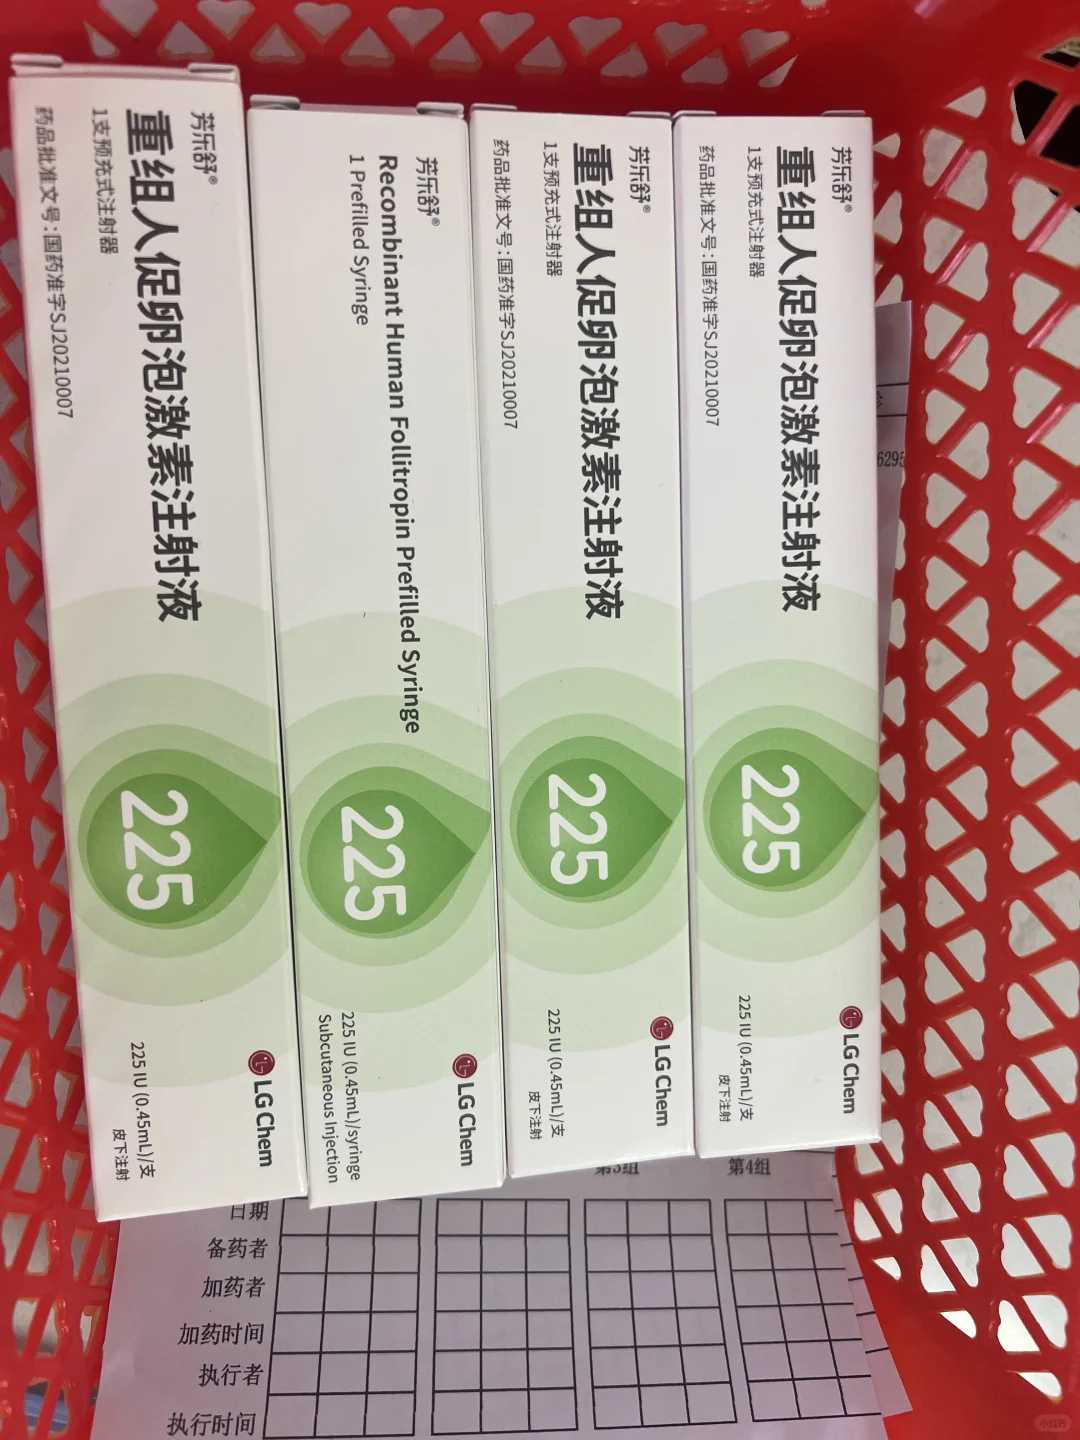 芳乐舒®
重组人促卵泡激素注射液
1支预充式注射器
药品批准文号:国药准字SJ20210007
225
LG Chem
225 IU (0.45mL)/支
皮下注射
芳乐舒®
Recombinant Human Follitropin Prefilled Syringe
1 Prefilled Syringe
225
LG Chem
225 IU (0.45mL)/syringe
Subcutaneous Injection
芳乐舒®
重组人促卵泡激素注射液
1支预充式注射器
药品批准文号:国药准字SJ20210007
225
LG Chem
225 IU (0.45mL)/支
皮下注射
芳乐舒®
重组人促卵泡激素注射液
1支预充式注射器
药品批准文号:国药准字SJ20210007
225
LG Chem
225 IU (0.45mL)/支
皮下注射
6295
第3组 第4组
日期
备药者
加药者
加药时间
执行者
执行时间
小红书